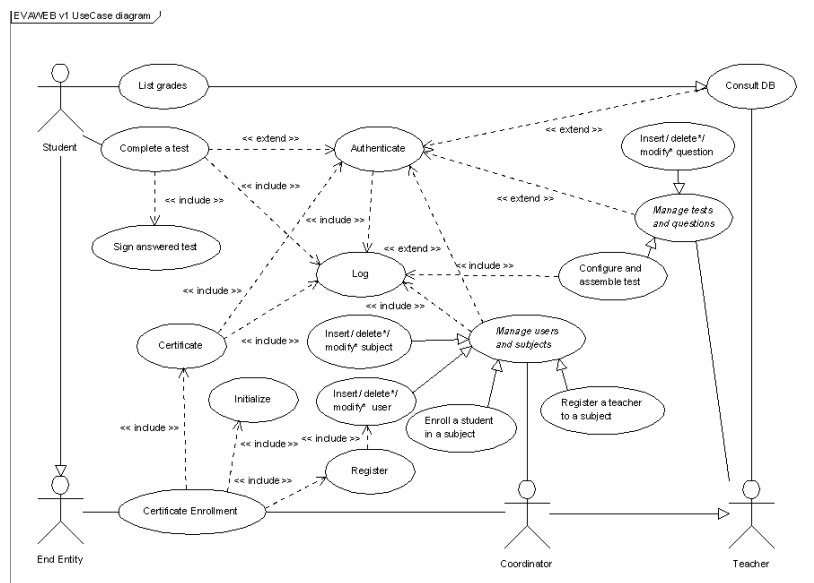 EVAWEB v1 UseCase diagram
List grades
Consult DB
<< extend >>
Insert / delete*/
modify* question
Student
Complete a test
<< extend >>
Authenticate
<< include >>
<< include >>
<< include >>
<< extend >>
Manage tests
and questions
Sign answered test
<< extend >>
Log
<< include >>
Configure and
assemble test
<< include >>
<< include >>
Certificate
<< include >>
Insert / delete*/
modify* subject
Manage users
and subjects
Initialize
Insert / delete*/
modify* user
Enroll a student
in a subject
Register a teacher
to a subject
<< include >>
<< include >>
<< include >>
Register
<< include >>
Certificate Enrollment
End Entity
Coordinator
Teacher